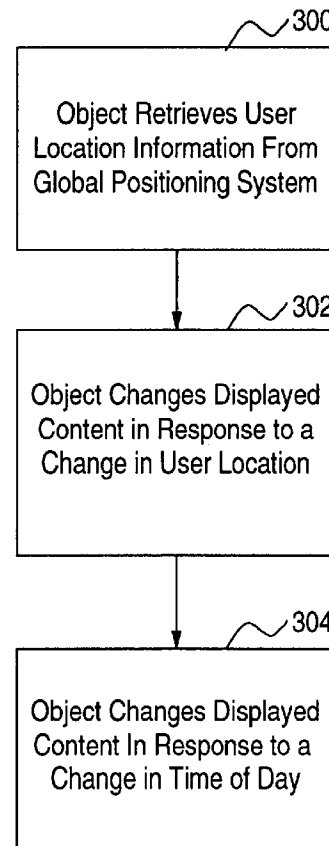 300
Object Retrieves User
Location Information From
Global Positioning System
302
Object Changes Displayed
Content in Response to a
Change in User Location
304
Object Changes Displayed
Content In Response to a
Change in Time of Day